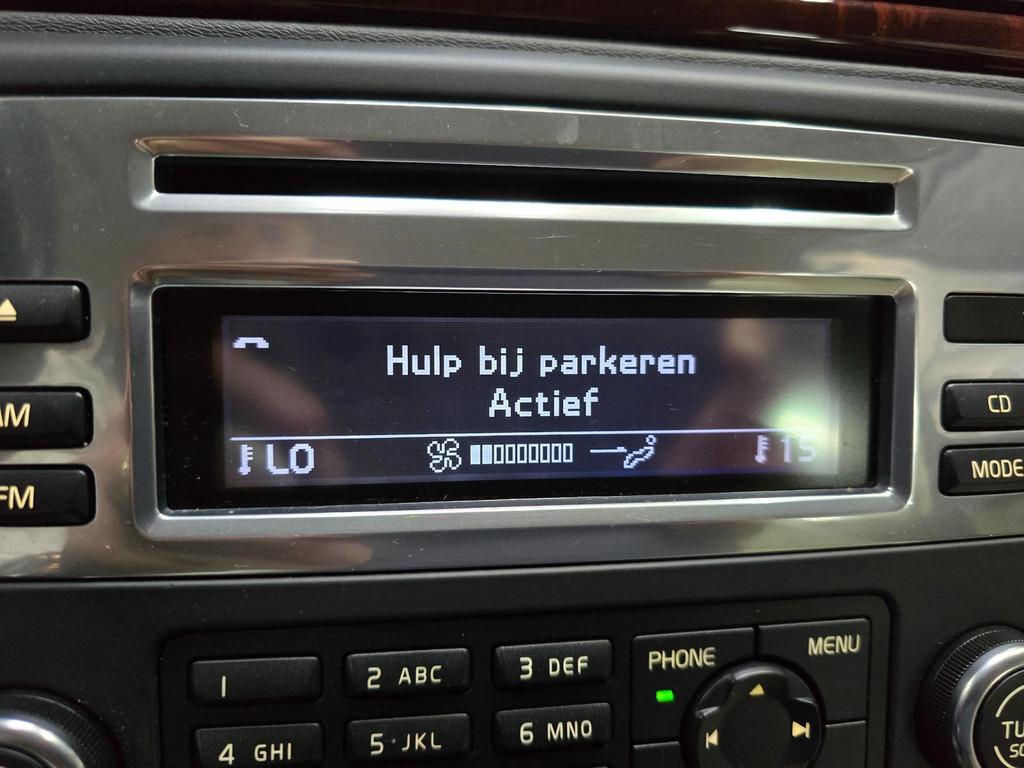 Hulp bij parkeren
Actief
LO
15
AM
CD
FM
MODE
1
2 ABC
3 DEF
PHONE
MENU
4 GHI
5 JKL
6 MNO